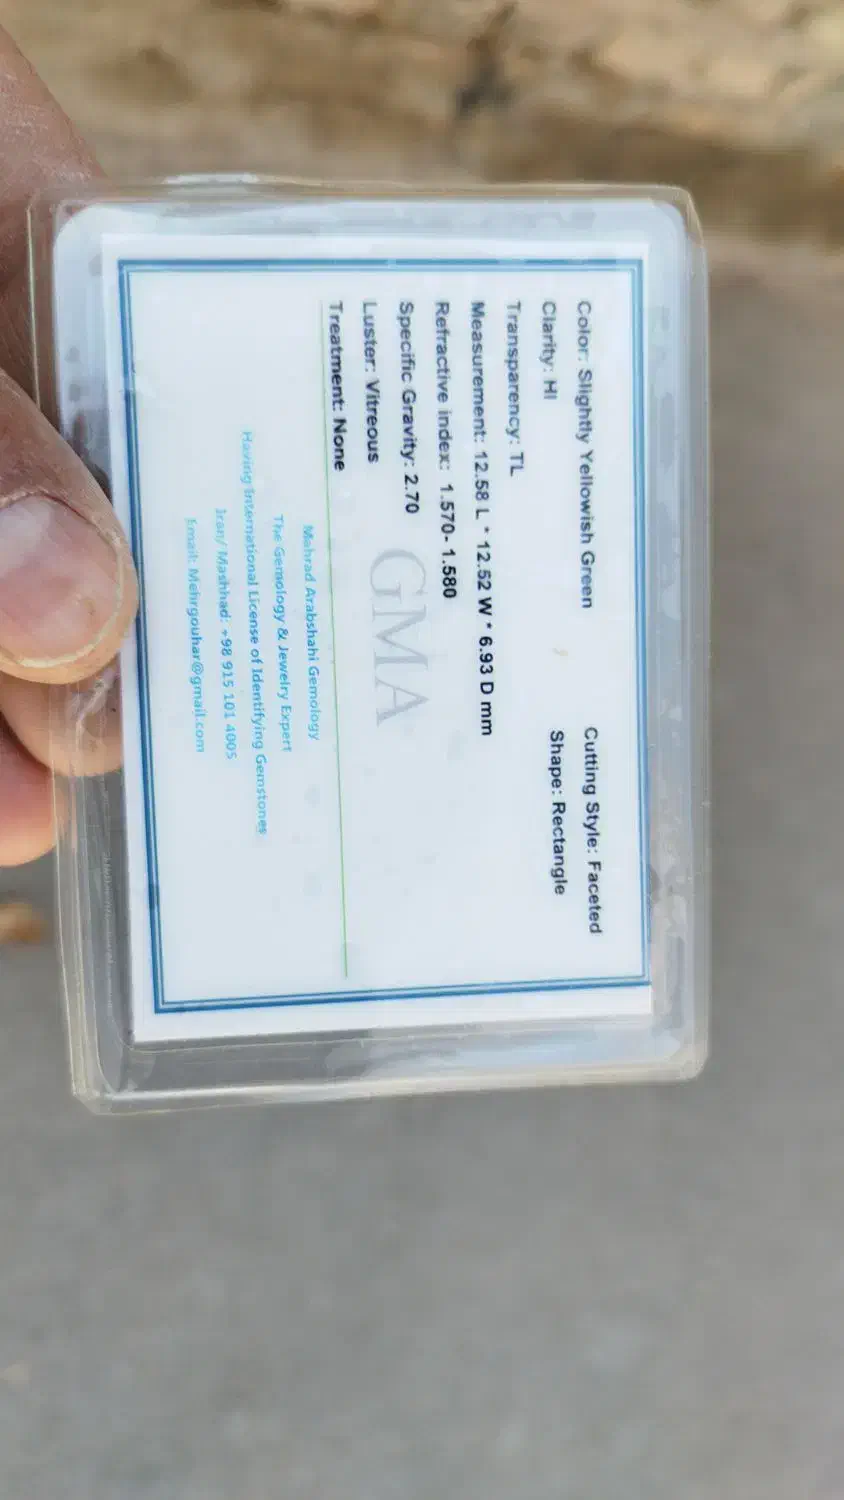 Color: Slightly Yellowish Green
Cutting Style: Faceted
Clarity: HI
Shape: Rectangle
Transparency: TL
Measurement: 12.58 L * 12.52 W * 6.93 D mm
Refractive index: 1.570- 1.580
Specific Gravity: 2.70
GMA
Luster: Vitreous
Treatment: None
Mehrad Arabshahi Gemology
The Gemology & Jewelry Expert
Having International License of Identifying Gemstones
Iran/ Mashhad: +98 915 101 4005
Email: Mehrgouhar@gmail.com